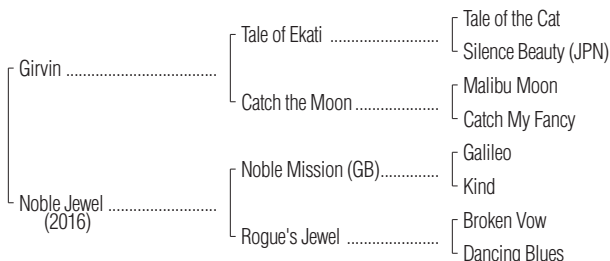 Tale of the Cat
Tale of Ekati ........................
Silence Beauty (JPN)
Girvin ..................................
Malibu Moon
Catch the Moon ..................
Catch My Fancy
Galileo
Noble Mission (GB).............
Kind
Noble Jewel ........................
(2016)
Broken Vow
Rogue's Jewel ....................
Dancing Blues